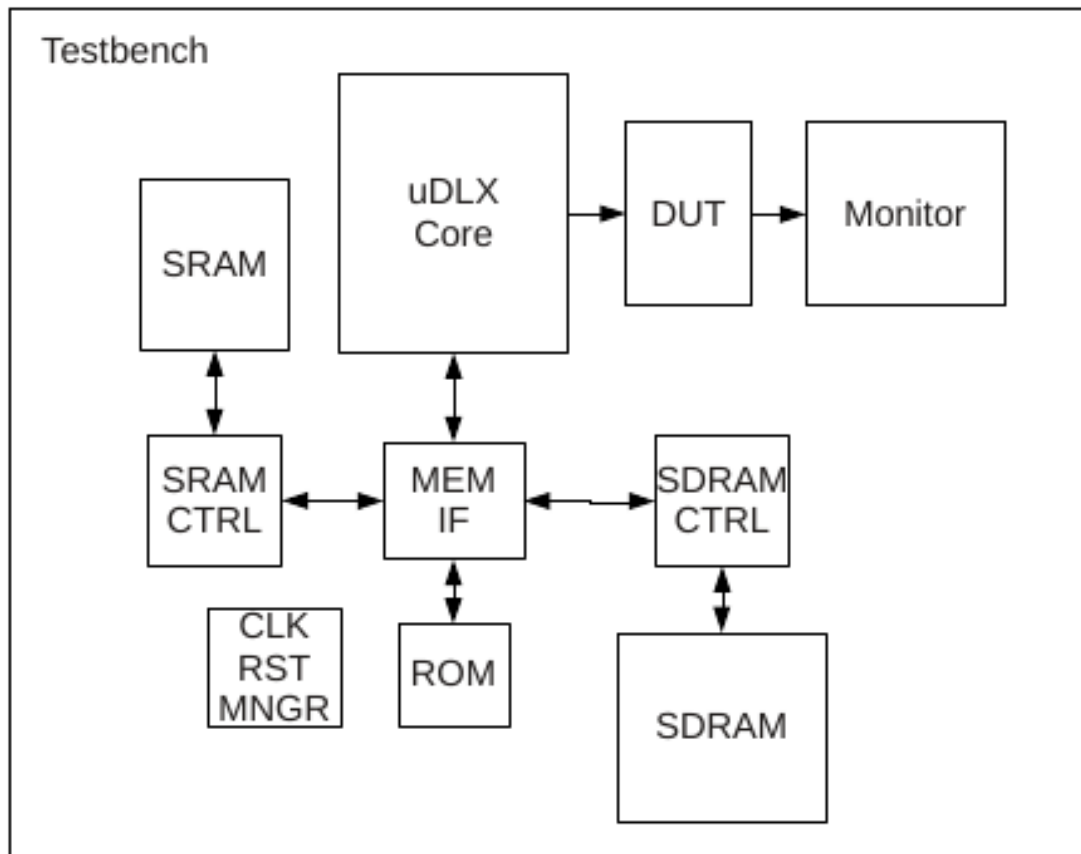 Testbench
uDLX
Core
DUT
Monitor
SRAM
SRAM
CTRL
MEM
IF
SDRAM
CTRL
CLK
RST
MNGR
ROM
SDRAM